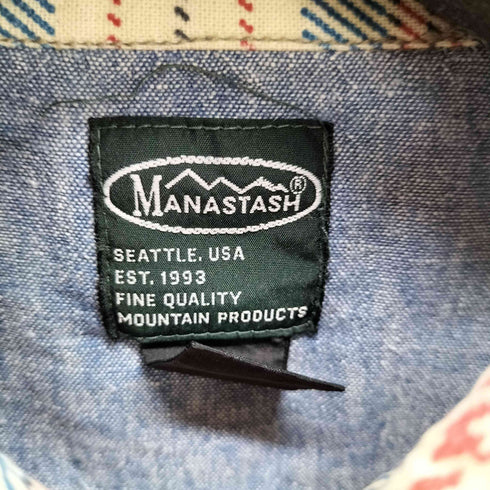 MANASTASH®
SEATTLE, USA
EST. 1993
FINE QUALITY
MOUNTAIN PRODUCTS